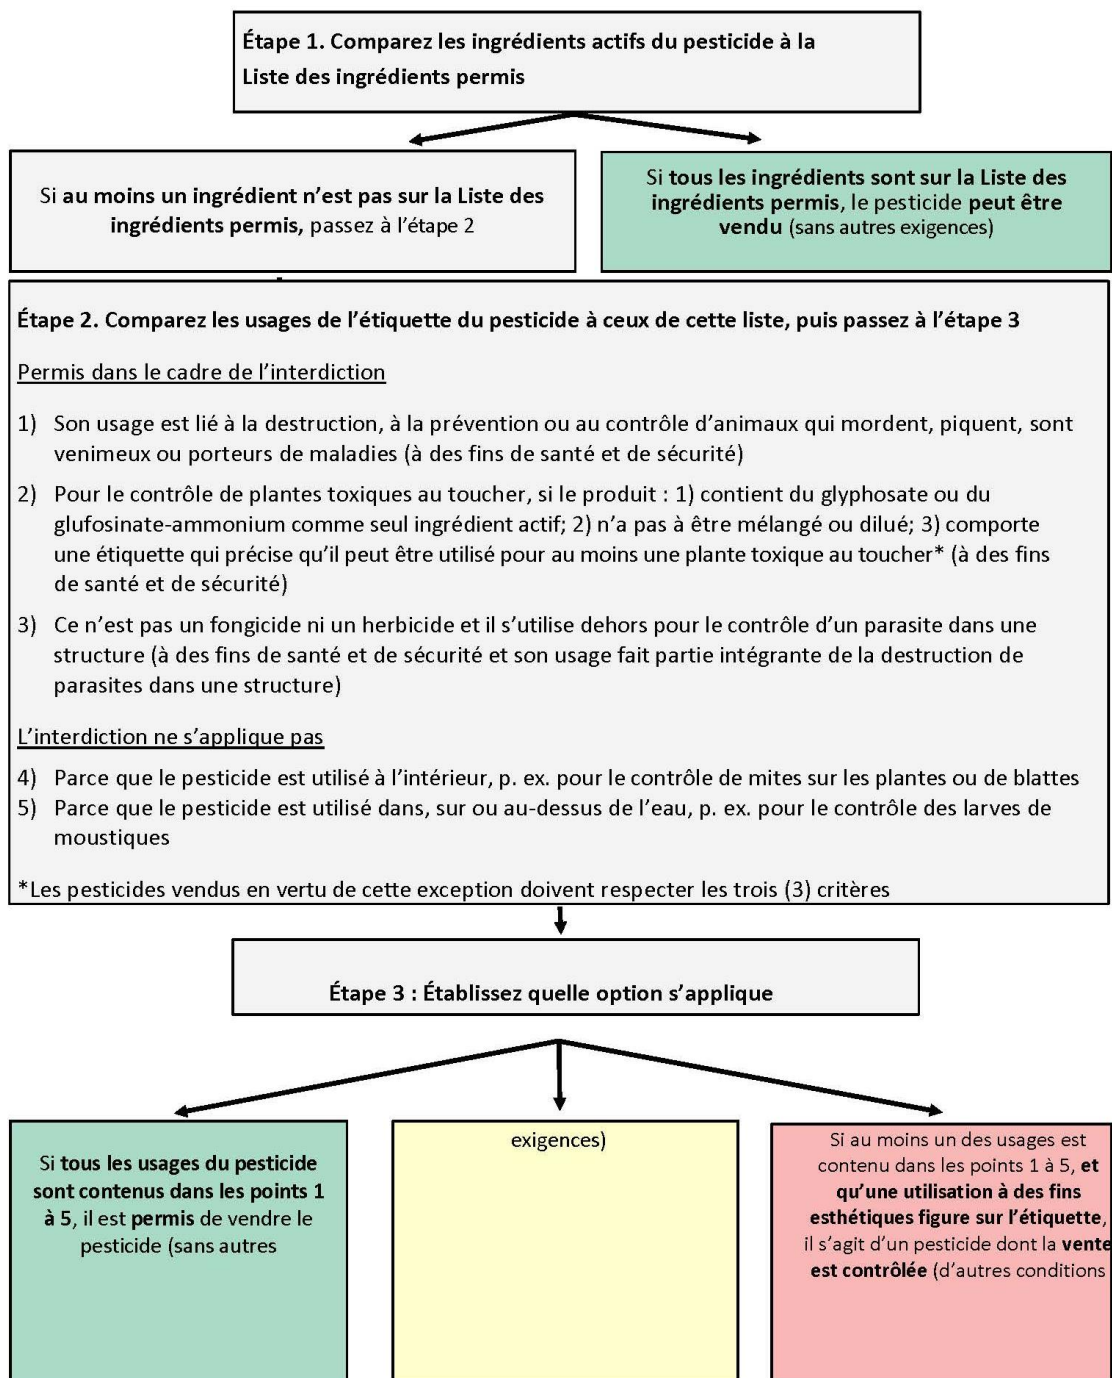 Étape 1. Comparez les ingrédients actifs du pesticide à la
Liste des ingrédients permis
Si au moins un ingrédient n'est pas sur la Liste des
ingrédients permis, passez à l'étape 2
Si tous les ingrédients sont sur la Liste des
ingrédients permis, le pesticide peut être
vendu (sans autres exigences)
Étape 2. Comparez les usages de l'étiquette du pesticide à ceux de cette liste, puis passez à l'étape 3
Permis dans le cadre de l'interdiction
1) Son usage est lié à la destruction, à la prévention ou au contrôle d'animaux qui mordent, piquent, sont
venimeux ou porteurs de maladies (à des fins de santé et de sécurité)
2) Pour le contrôle de plantes toxiques au toucher, si le produit : 1) contient du glyphosate ou du
glufosinate-ammonium comme seul ingrédient actif; 2) n'a pas à être mélangé ou dilué; 3) comporte
une étiquette qui précise qu'il peut être utilisé pour au moins une plante toxique au toucher* (à des fins
de santé et de sécurité)
3) Ce n'est pas un fongicide ni un herbicide et il s'utilise dehors pour le contrôle d'un parasite dans une
structure (à des fins de santé et de sécurité et son usage fait partie intégrante de la destruction de
parasites dans une structure)
L'interdiction ne s'applique pas
4) Parce que le pesticide est utilisé à l'intérieur, p. ex. pour le contrôle de mites sur les plantes ou de blattes
5) Parce que le pesticide est utilisé dans, sur ou au-dessus de l'eau, p. ex. pour le contrôle des larves de
moustiques
*Les pesticides vendus en vertu de cette exception doivent respecter les trois (3) critères
Étape 3 : Établissez quelle option s'applique
Si tous les usages du pesticide
sont contenus dans les points 1
à 5, il est permis de vendre le
pesticide (sans autres
exigences)
Si au moins un des usages est
contenu dans les points 1 à 5, et
qu'une utilisation à des fins
esthétiques figure sur l'étiquette,
il s'agit d'un pesticide dont la vente
est contrôlée (d'autres conditions